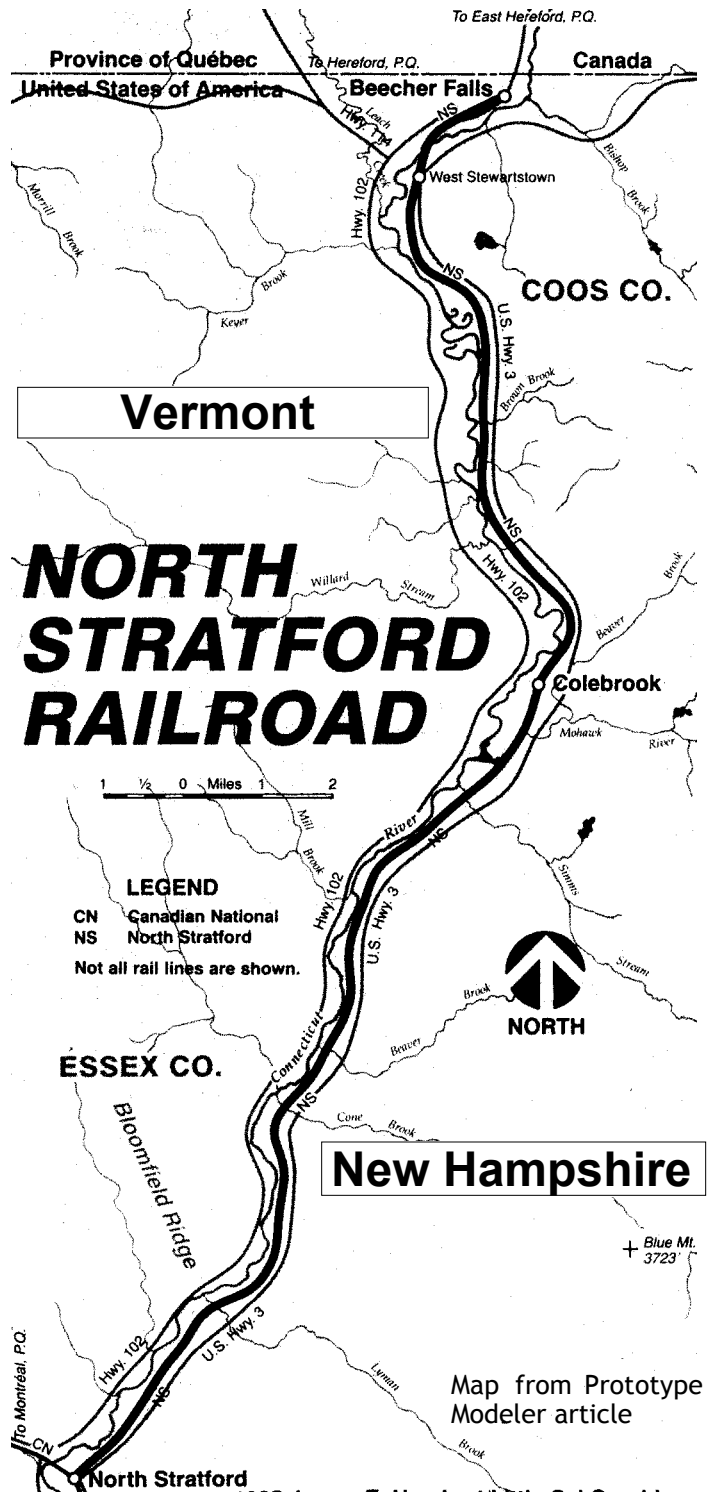 To East Hereford, P.Q.
Province of Québec
To Hereford, P.Q.
Canada
United States of America
Beecher Falls
NS
Leach
Creek
Hwy. 114
Hwy. 102
West Stewartstown
Bishop
Brook
Morrill
Brook
NS
COOS CO.
Keyer
Brook
U.S. Hwy. 3
Brown Brook
Vermont
NS
NORTH
STRATFORD
RAILROAD
Willard
Stream
Hwy. 102
Beaver
Brook
Colebrook
Mohawk
River
1 ½ 0 Miles 1 2
Mill
Brook
River
NS
Simms
Stream
LEGEND
CN Canadian National
NS North Stratford
Not all rail lines are shown.
Hwy. 102
U.S. Hwy. 3
NORTH
Beaver
Brook
Connecticut
ESSEX CO.
NS
Cone
Brook
Bloomfield Ridge
New Hampshire
Blue Mt.
3723'
Hwy. 102
U.S. Hwy. 3
NS
Lyman
Brook
Map from Prototype
Modeler article
To Montréal, P.Q.
CN
North Stratford